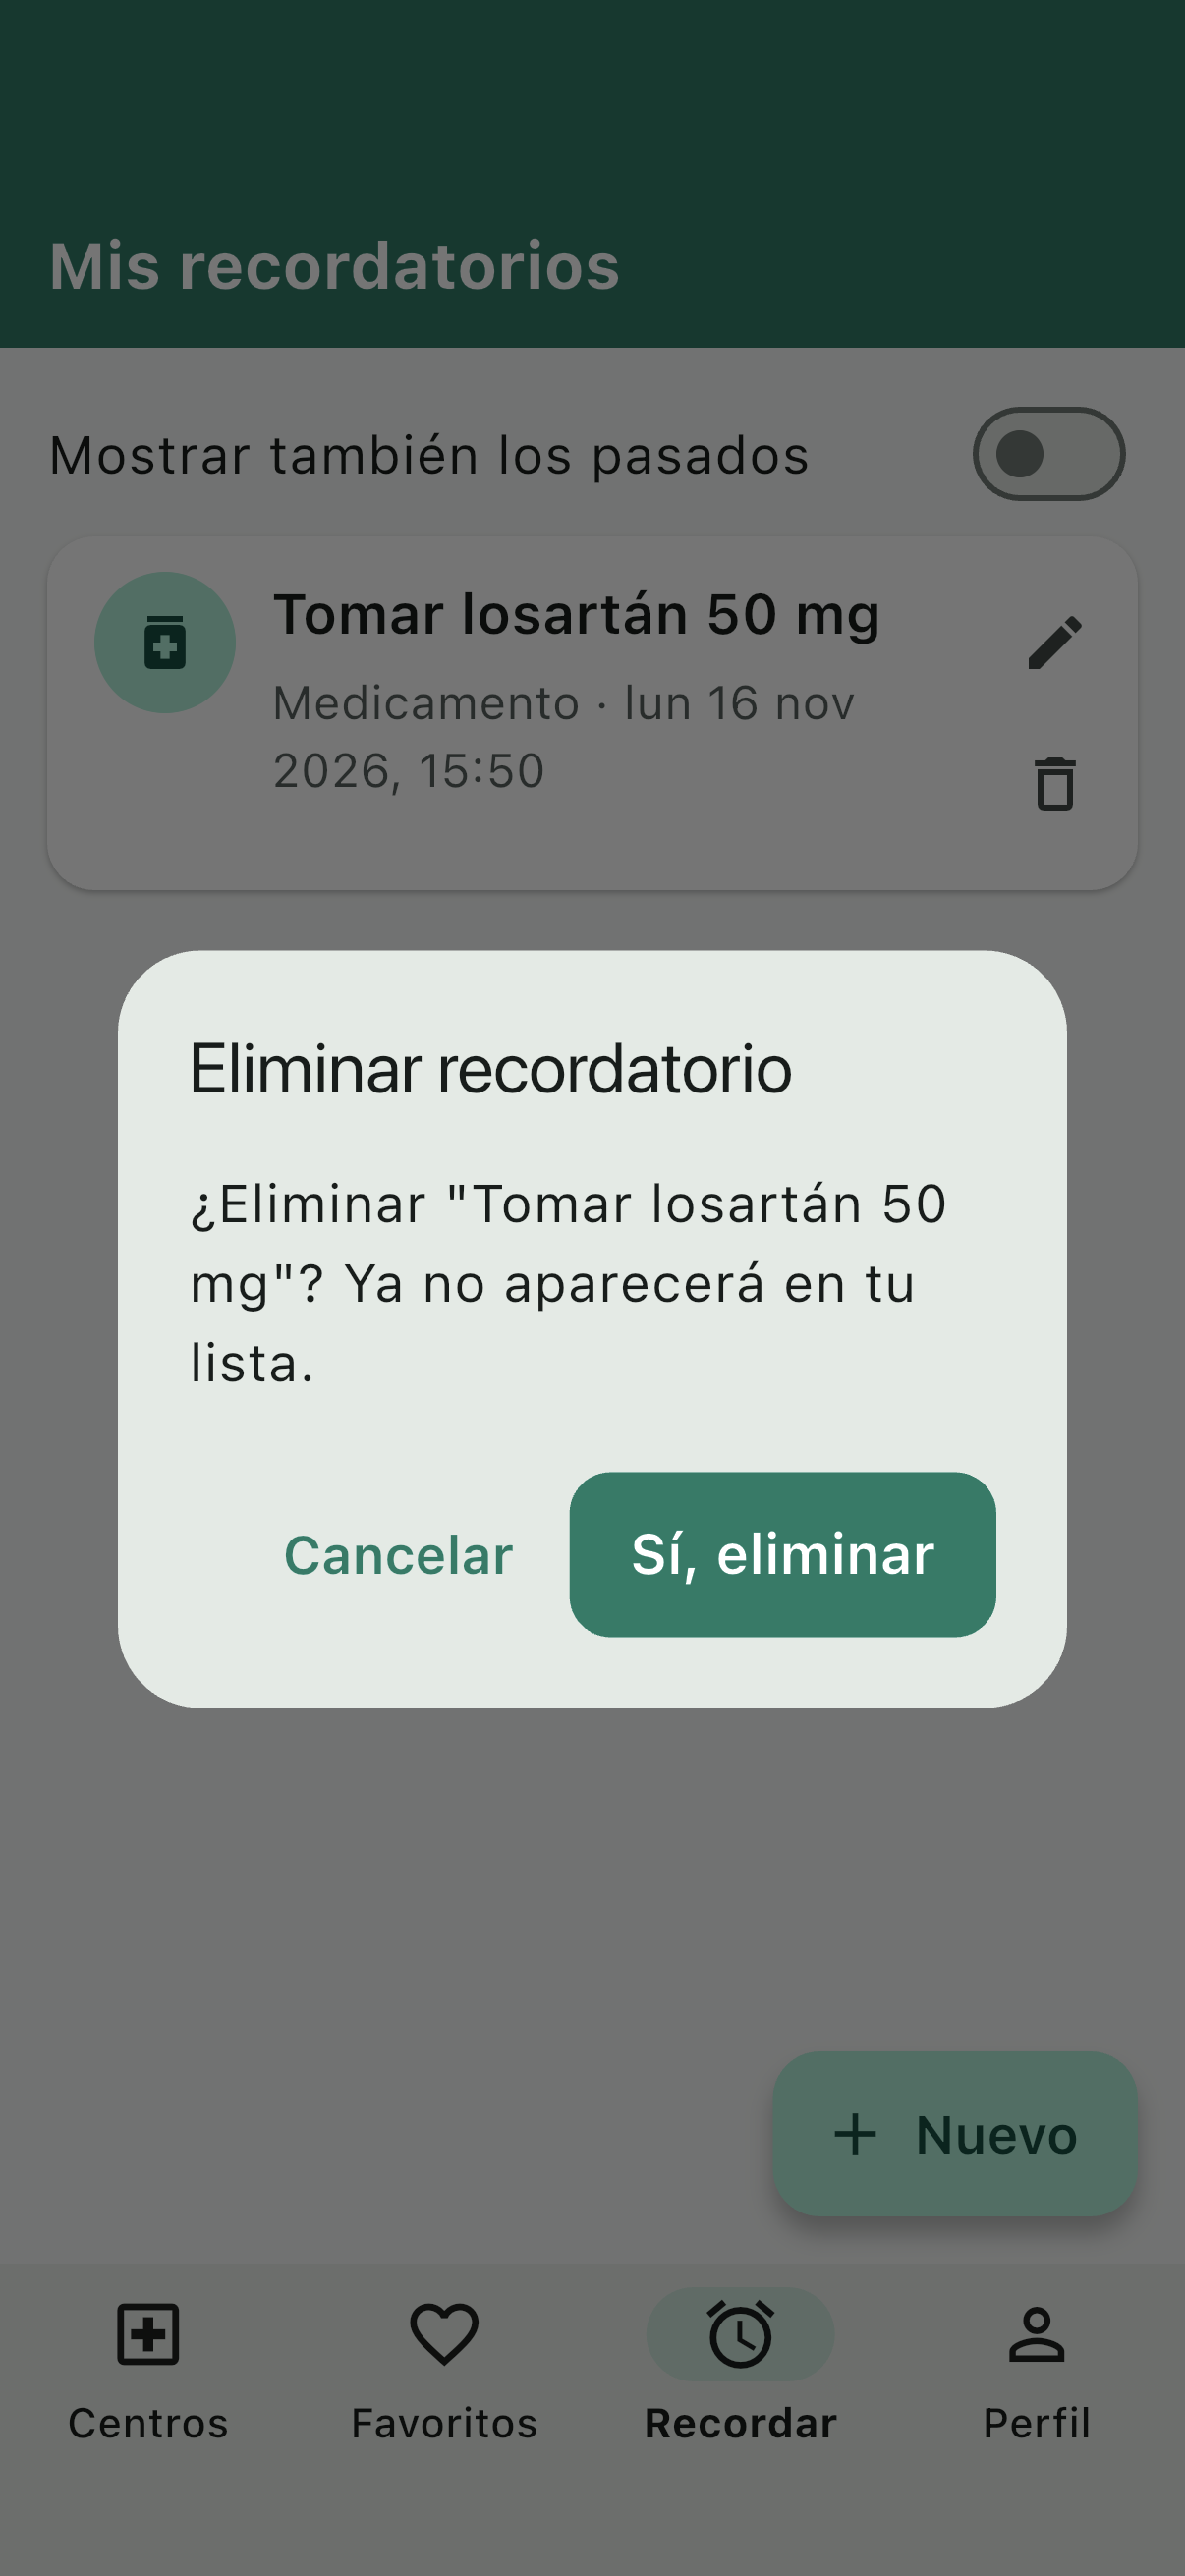 Mis recordatorios
Mostrar también los pasados
Tomar losartán 50 mg
Medicamento · lun 16 nov
2026, 15:50
Eliminar recordatorio
¿Eliminar "Tomar losartán 50
mg"? Ya no aparecerá en tu
lista.
Cancelar
Sí, eliminar
Nuevo
Centros
Favoritos
Recordar
Perfil